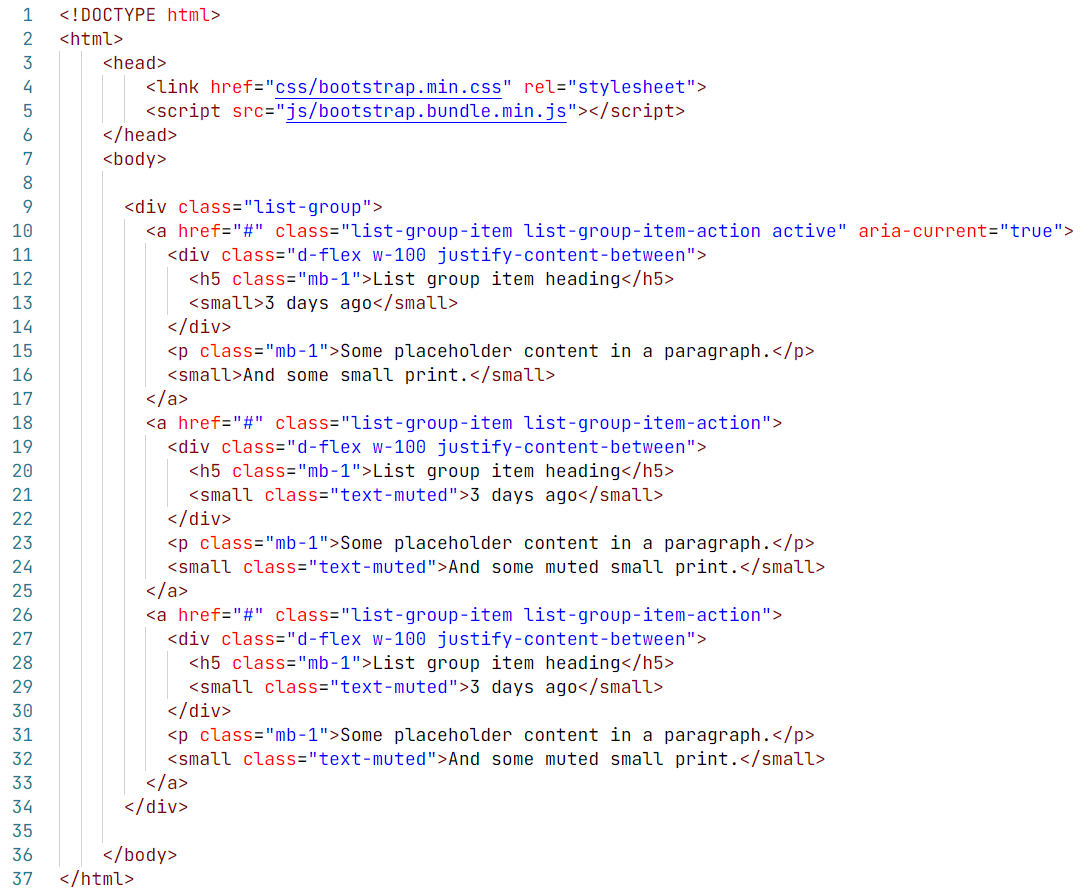 1 <!DOCTYPE html>
2 <html>
3     <head>
4         <link href="css/bootstrap.min.css" rel="stylesheet">
5         <script src="js/bootstrap.bundle.min.js"></script>
6     </head>
7     <body>
8
9       <div class="list-group">
10         <a href="#" class="list-group-item list-group-item-action active" aria-current="true">
11           <div class="d-flex w-100 justify-content-between">
12             <h5 class="mb-1">List group item heading</h5>
13             <small>3 days ago</small>
14           </div>
15           <p class="mb-1">Some placeholder content in a paragraph.</p>
16           <small>And some small print.</small>
17         </a>
18         <a href="#" class="list-group-item list-group-item-action">
19           <div class="d-flex w-100 justify-content-between">
20             <h5 class="mb-1">List group item heading</h5>
21             <small class="text-muted">3 days ago</small>
22           </div>
23           <p class="mb-1">Some placeholder content in a paragraph.</p>
24           <small class="text-muted">And some muted small print.</small>
25         </a>
26         <a href="#" class="list-group-item list-group-item-action">
27           <div class="d-flex w-100 justify-content-between">
28             <h5 class="mb-1">List group item heading</h5>
29             <small class="text-muted">3 days ago</small>
30           </div>
31           <p class="mb-1">Some placeholder content in a paragraph.</p>
32           <small class="text-muted">And some muted small print.</small>
33         </a>
34       </div>
35
36     </body>
37 </html>